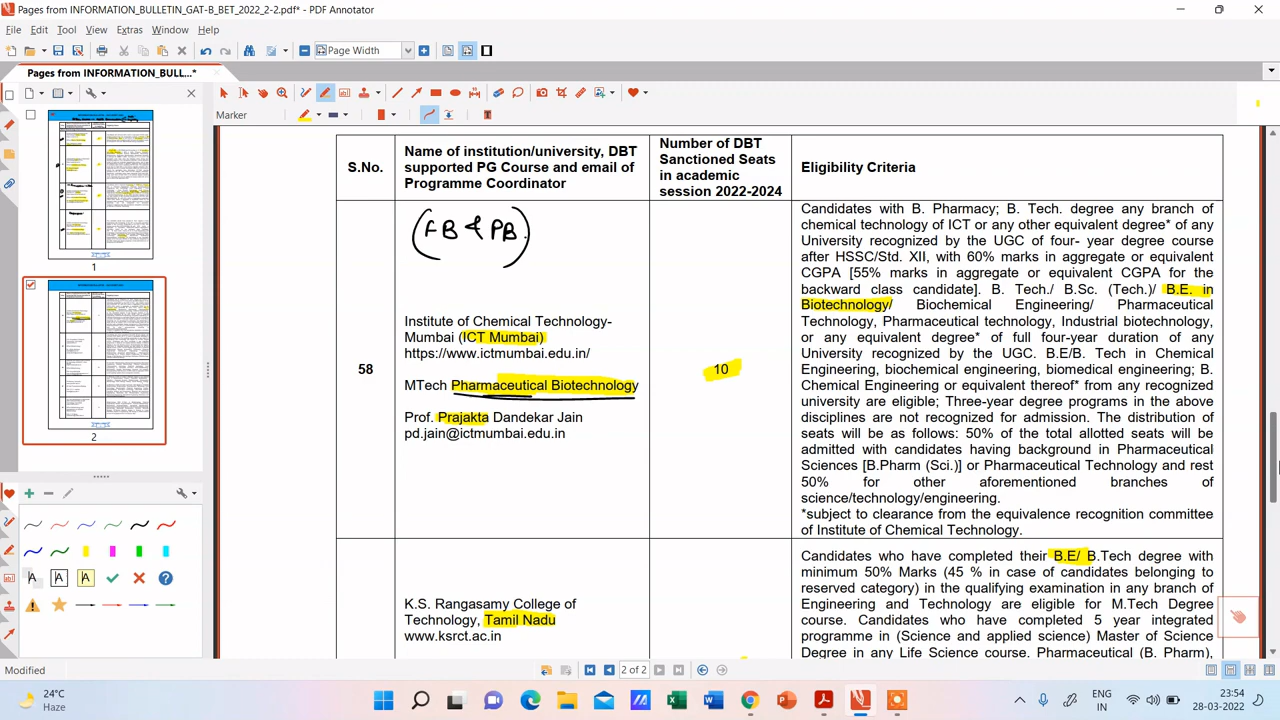 Pages from INFORMATION_BULLETIN_GAT-B_BET_2022_2-2.pdf* - PDF Annotator
File Edit Tool View Extras Window Help
Page Width
Pages from INFORMATION_BULL...*
Marker
1
2
S.No.
Name of institution/university, DBT
supported PG Course and email of
Programme Coordinator
Number of DBT
Sanctioned Seats
in academic
session 2022-2024
Eligibility Criteria
58
(FB & PB)
Institute of Chemical Technology-
Mumbai (ICT Mumbai)
https://www.ictmumbai.edu.in/
MTech Pharmaceutical Biotechnology
Prof. Prajakta Dandekar Jain
pd.jain@ictmumbai.edu.in
10
Candidates with B. Pharmacy; B. Tech. degree any branch of
chemical technology of ICT or any other equivalent degree* of
any University recognized by the UGC of four- year degree course
after HSSC/Std. XII, with 60% marks in aggregate or equivalent
CGPA [55% marks in aggregate or equivalent CGPA for the
backward class candidate]. B. Tech./ B.Sc. (Tech.)/ B.E. in
Biotechnology/ Biochemical Engineering/ Pharmaceutical
Technology, Pharmaceutical technology, Industrial biotechnology,
or any equivalent degree* of full four-year duration of any
University recognized by the UGC. B.E/B. Tech in Chemical
Engineering, biochemical engineering, biomedical engineering; B.
Chemical Engineering or equivalent thereof* from any recognized
university are eligible; Three-year degree programs in the above
disciplines are not recognized for admission. The distribution of
seats will be as follows: 50% of the total allotted seats will be
admitted with candidates having background in Pharmaceutical
Sciences [B.Pharm (Sci.)] or Pharmaceutical Technology and rest
50% for other aforementioned branches of
science/technology/engineering.
*subject to clearance from the equivalence recognition committee
of Institute of Chemical Technology.
K.S. Rangasamy College of
Technology, Tamil Nadu
www.ksrct.ac.in
Candidates who have completed their B.E/ B.Tech degree with
minimum 50% Marks (45 % in case of candidates belonging to
reserved category) in the qualifying examination in any branch of
Engineering and Technology are eligible for M.Tech Degree
course. Candidates who have completed 5 year integrated
programme in (Science and applied science) Master of Science
Degree in any Life Science course. Pharmaceutical (B. Pharm),
Modified
2 of 2
24°C
Haze
ENG
IN
23:54
28-03-2022